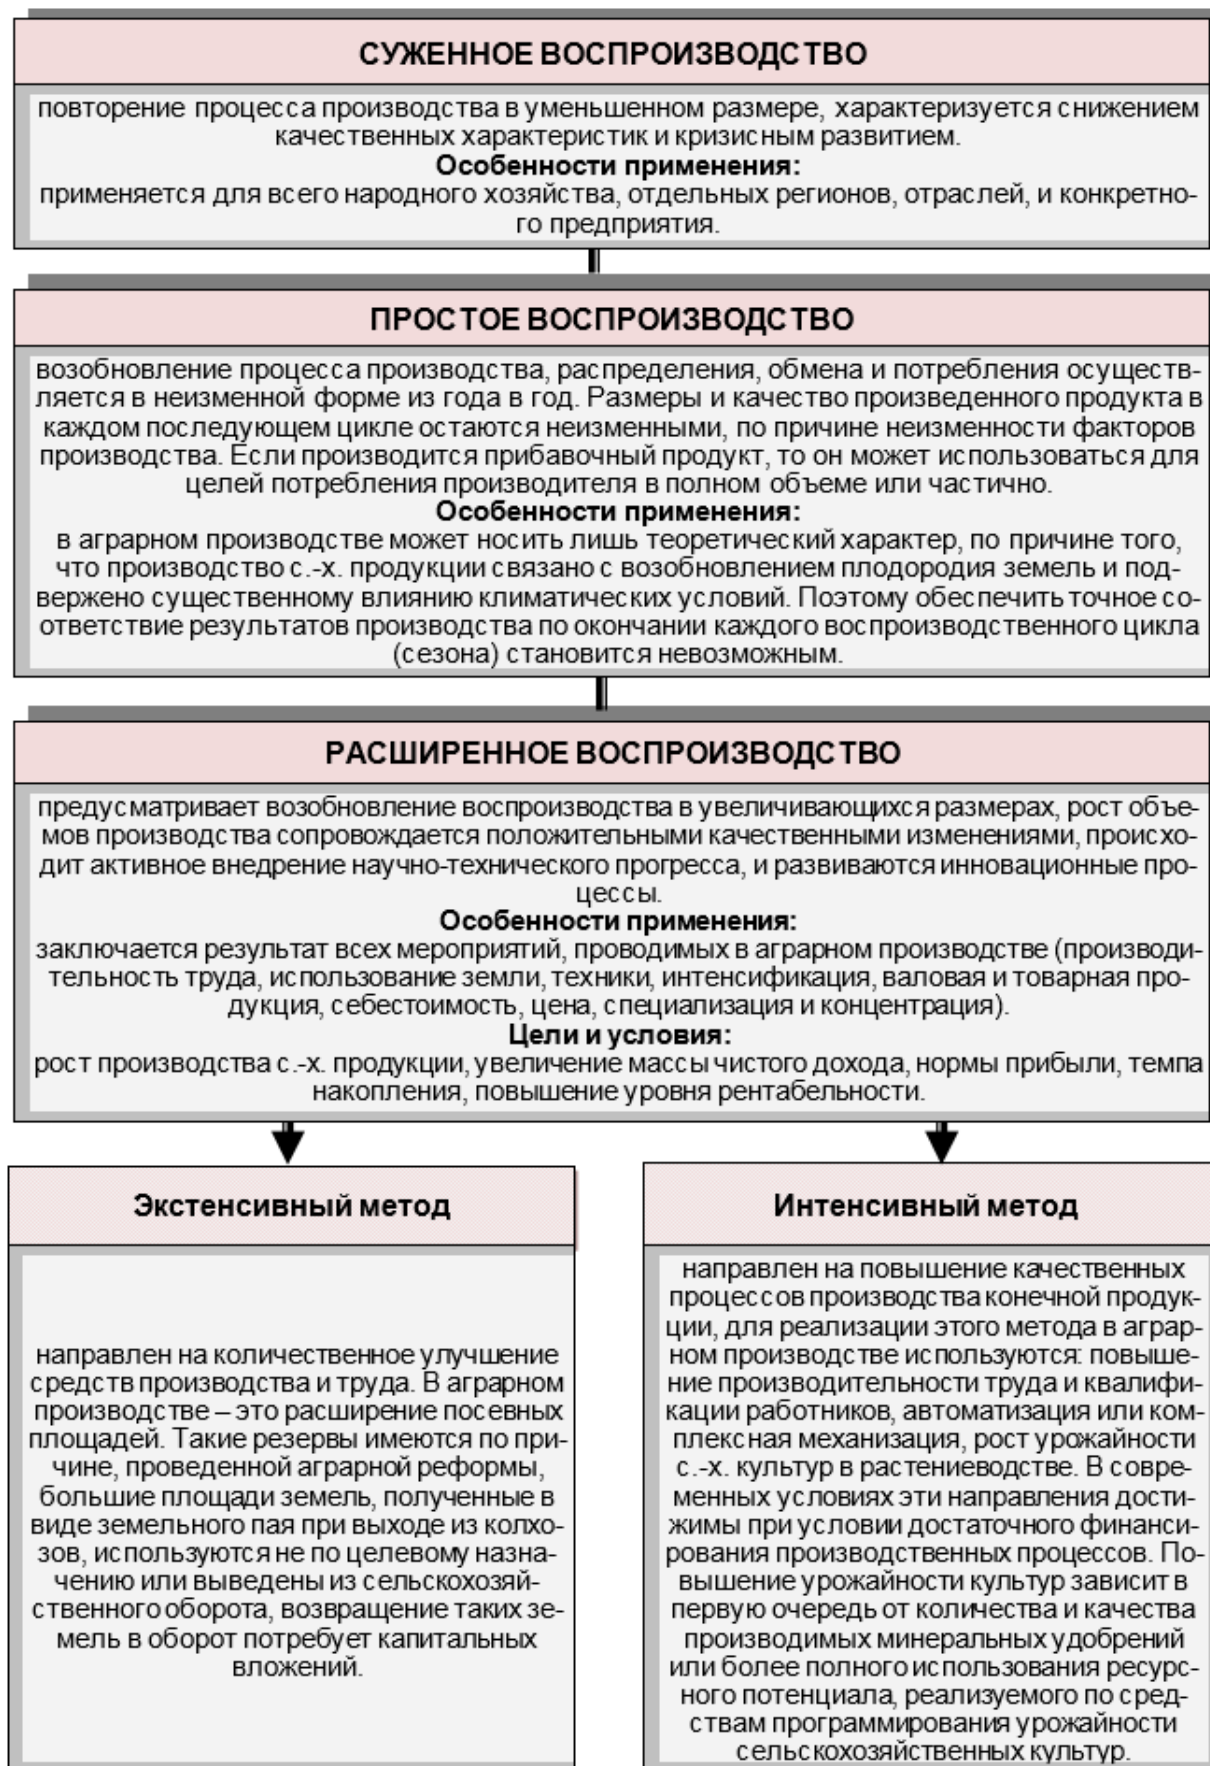 СУЖЕННОЕ ВОСПРОИЗВОДСТВО
повторение процесса производства в уменьшенном размере, характеризуется снижением
качественных характеристик и кризисным развитием.
Особенности применения:
применяется для всего народного хозяйства, отдельных регионов, отраслей, и конкретно-
го предприятия.
ПРОСТОЕ ВОСПРОИЗВОДСТВО
возобновление процесса производства, распределения, обмена и потребления осуществ-
ляется в неизменной форме из года в год. Размеры и качество произведенного продукта в
каждом последующем цикле остаются неизменными, по причине неизменности факторов
производства. Если производится прибавочный продукт, то он может использоваться для
целей потребления производителя в полном объеме или частично.
Особенности применения:
в аграрном производстве может носить лишь теоретический характер, по причине того,
что производство с.-х. продукции связано с возобновлением плодородия земель и под-
вержено существенному влиянию климатических условий. Поэтому обеспечить точное со-
ответствие результатов производства по окончании каждого воспроизводственного цикла
(сезона) становится невозможным.
РАСШИРЕННОЕ ВОСПРОИЗВОДСТВО
предусматривает возобновление воспроизводства в увеличивающихся размерах, рост объе-
мов производства сопровождается положительными качественными изменениями, происхо-
дит активное внедрение научно-технического прогресса, и развиваются инновационные про-
цессы.
Особенности применения:
заключается результат всех мероприятий, проводимых в аграрном производстве (производи-
тельность труда, использование земли, техники, интенсификация, валовая и товарная про-
дукция, себестоимость, цена, специализация и концентрация).
Цели и условия:
рост производства с.-х. продукции, увеличение массы чистого дохода, нормы прибыли, темпа
накопления, повышение уровня рентабельности.
Экстенсивный метод
направлен на количественное улучшение
средств производства и труда. В аграрном
производстве – это расширение посевных
площадей. Такие резервы имеются по при-
чине, проведенной аграрной реформы,
большие площади земель, полученные в
виде земельного пая при выходе из колхо-
зов, используются не по целевому назна-
чению или выведены из сельскохозяй-
ственного оборота, возвращение таких зе-
мель в оборот потребует капитальных
вложений.
Интенсивный метод
направлен на повышение качественных
процессов производства конечной продук-
ции, для реализации этого метода в аграр-
ном производстве используются: повыше-
ние производительности труда и квалифи-
кации работников, автоматизация или ком-
плексная механизация, рост урожайности
с.-х. культур в растениеводстве. В совре-
менных условиях эти направления дости-
жимы при условии достаточного финанси-
рования производственных процессов. По-
вышение урожайности культур зависит в
первую очередь от количества и качества
производимых минеральных удобрений
или более полного использования ресурс-
ного потенциала, реализуемого по сред-
ствам программирования урожайности
сельскохозяйственных культур.